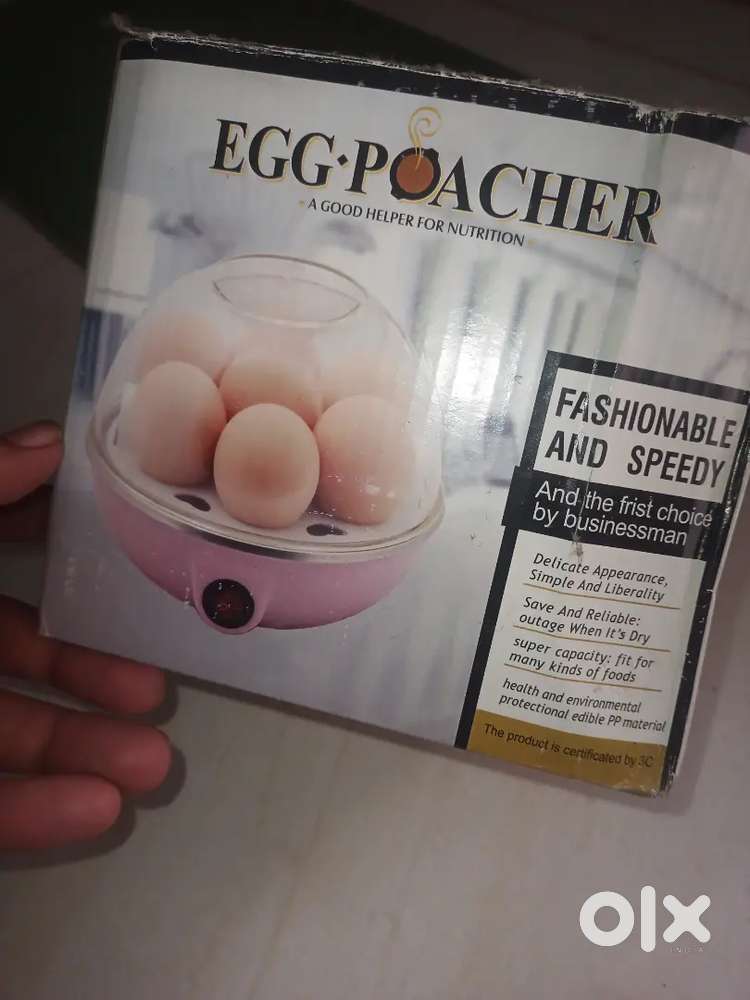 EGG·POACHER
A GOOD HELPER FOR NUTRITION
FASHIONABLE
AND SPEEDY
And the frist choice
by businessman
Delicate Appearance,
Simple And Liberality
Save And Reliable:
outage When It's Dry
super capacity: fit for
many kinds of foods
health and environmental
protectional edible PP material
The product is certificated by 3C
olx
INDIA